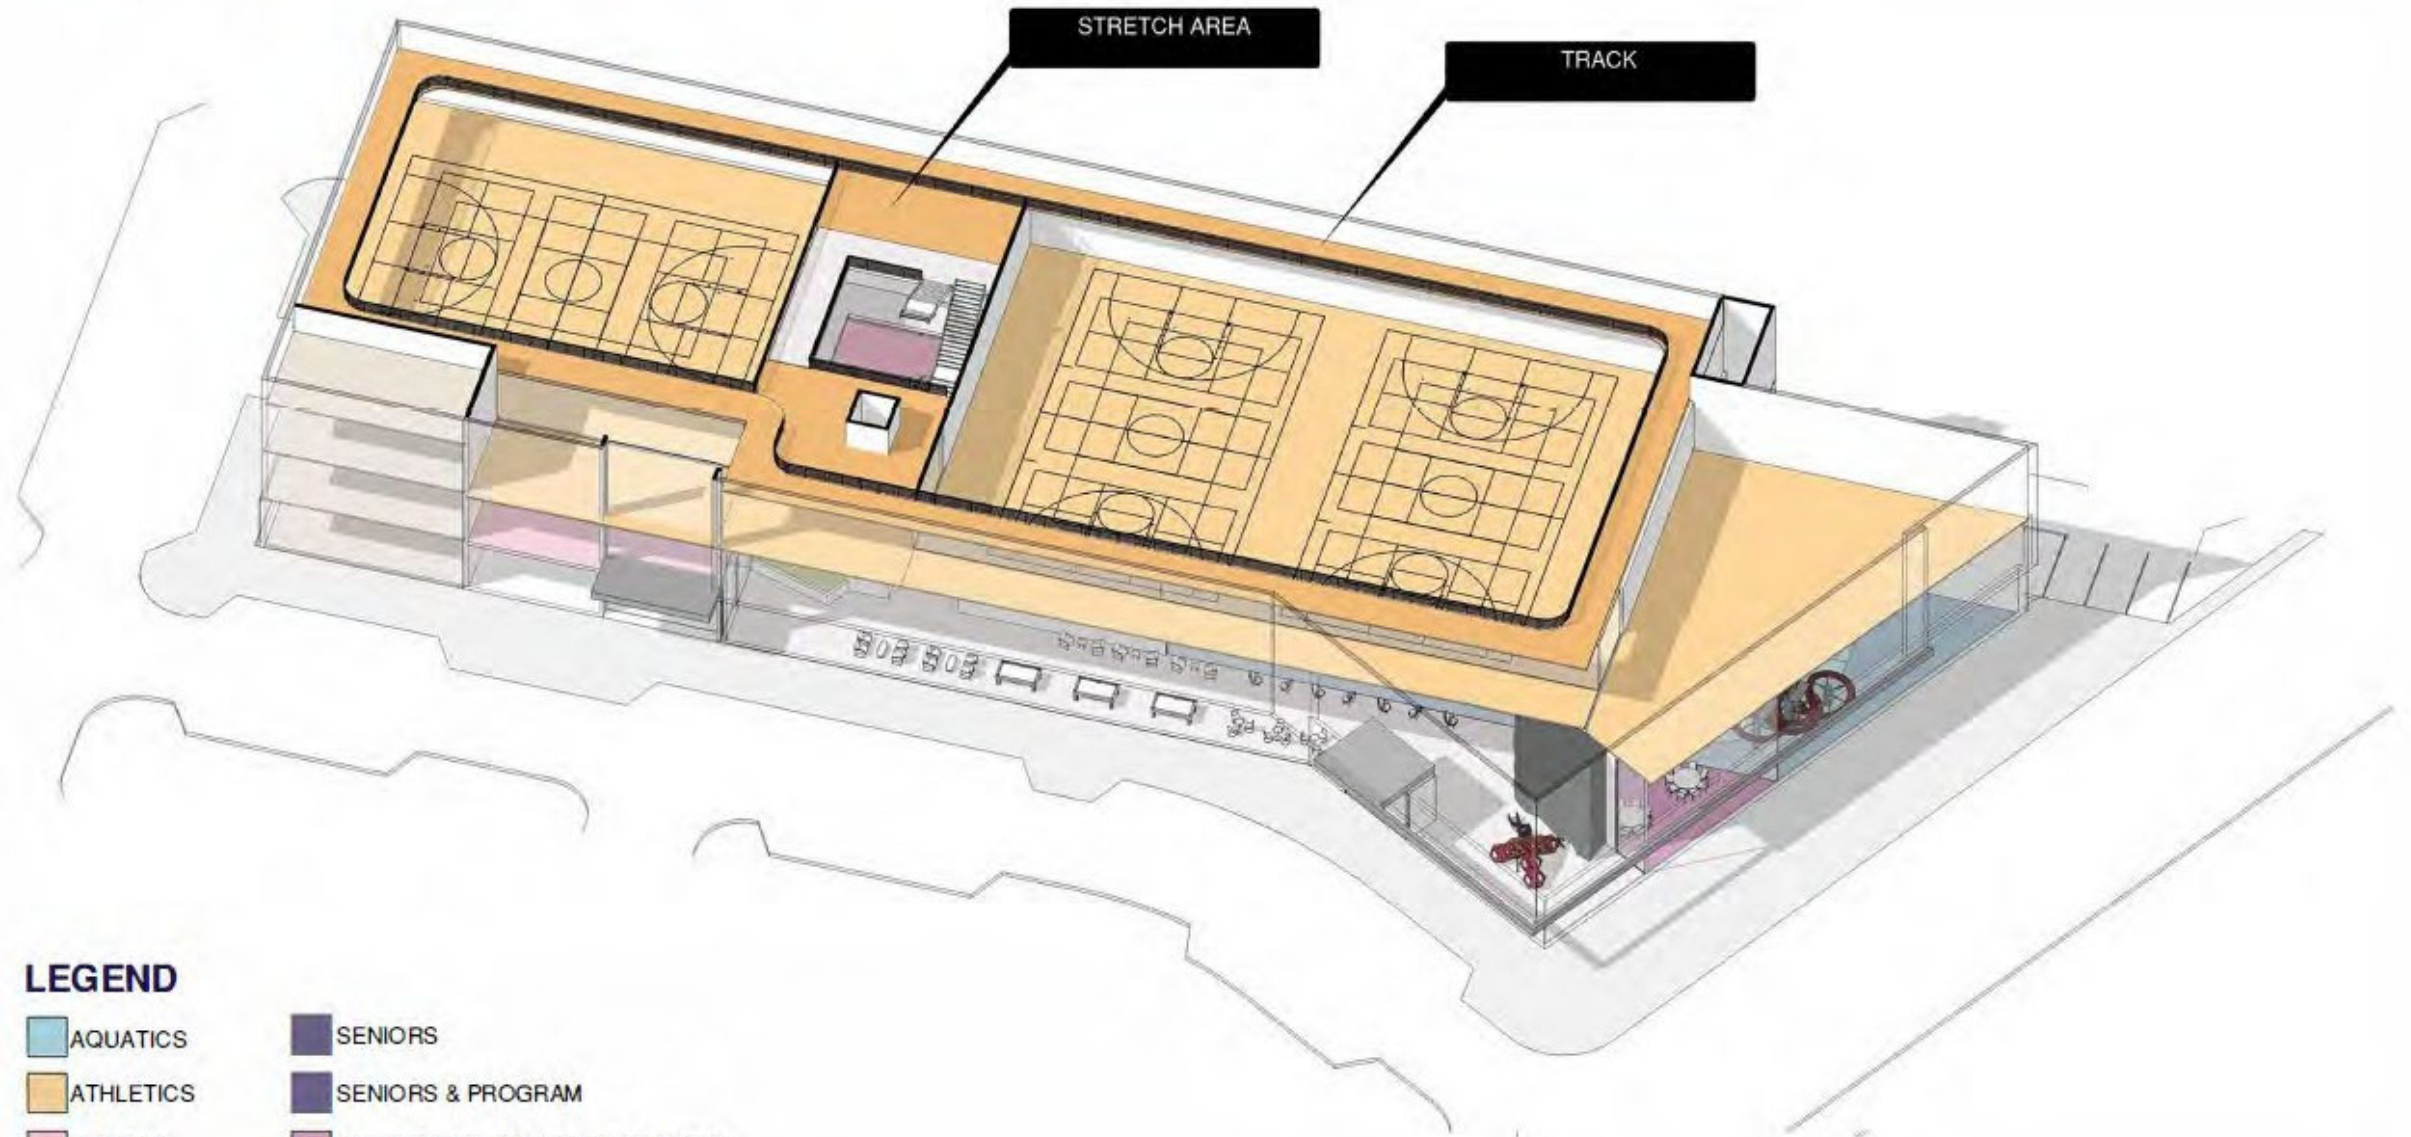 STRETCH AREA
TRACK
LEGEND
AQUATICS
SENIORS
ATHLETICS
SENIORS & PROGRAM